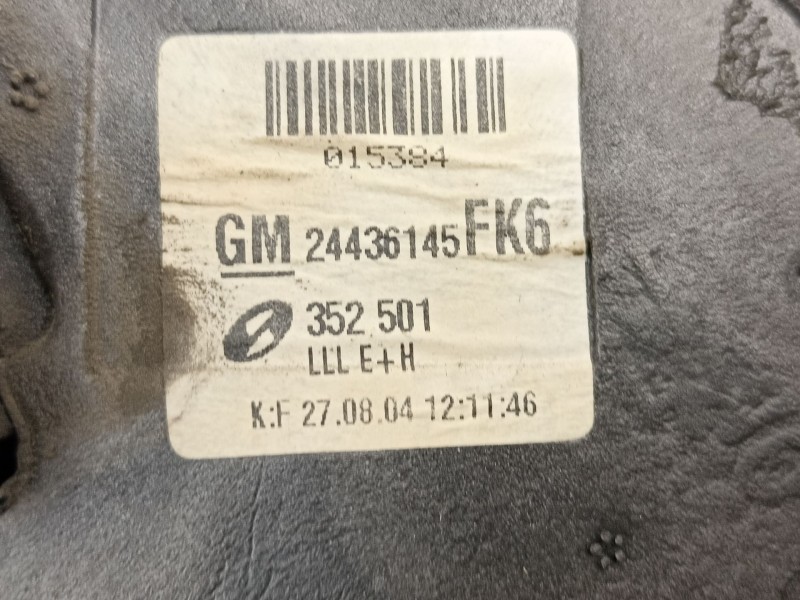 015384
GM 24436145 FK6
352 501
LLL E+H
K:F 27.08.04 12:11:46